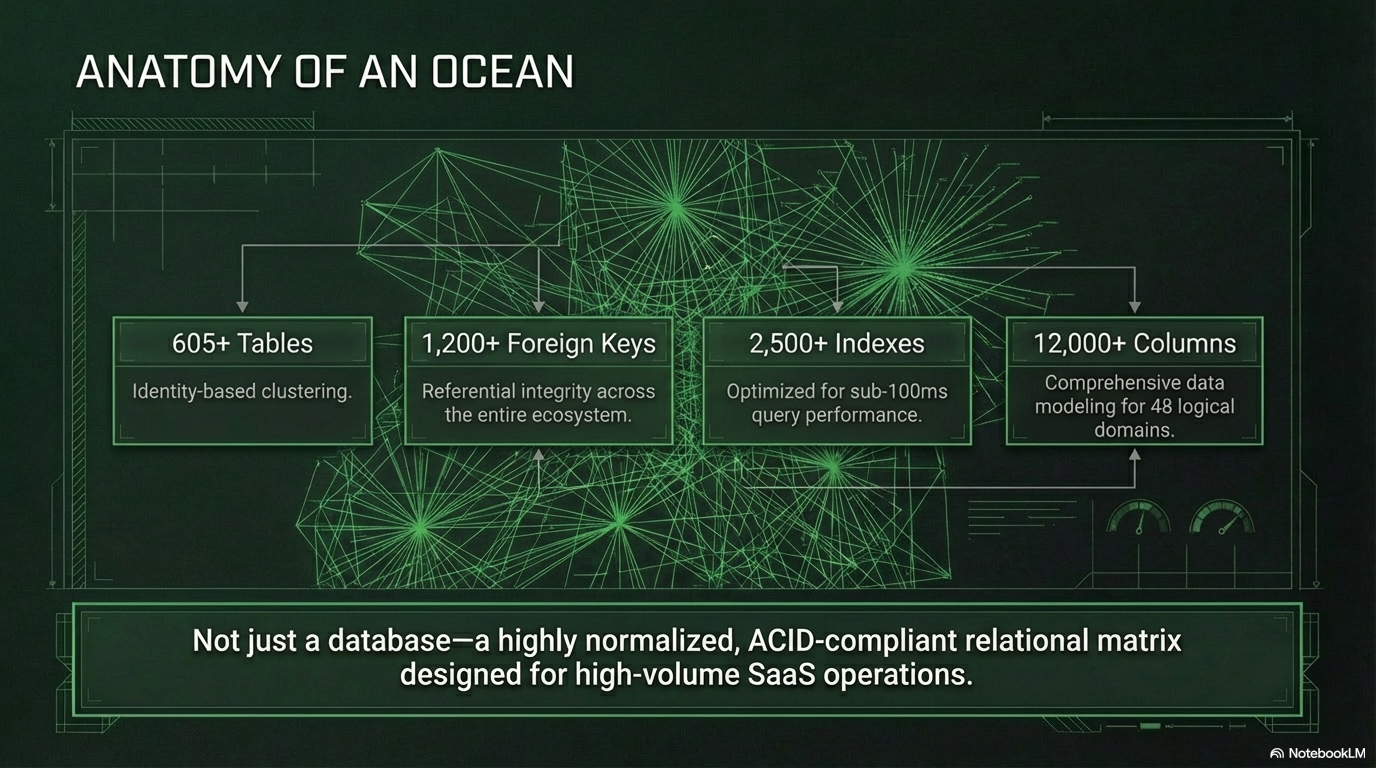 ANATOMY OF AN OCEAN
605+ Tables
Identity-based clustering.
1,200+ Foreign Keys
Referential integrity across
the entire ecosystem.
2,500+ Indexes
Optimized for sub-100ms
query performance.
12,000+ Columns
Comprehensive data
modeling for 48 logical
domains.
Not just a database—a highly normalized, ACID-compliant relational matrix
designed for high-volume SaaS operations.
NotebookLM